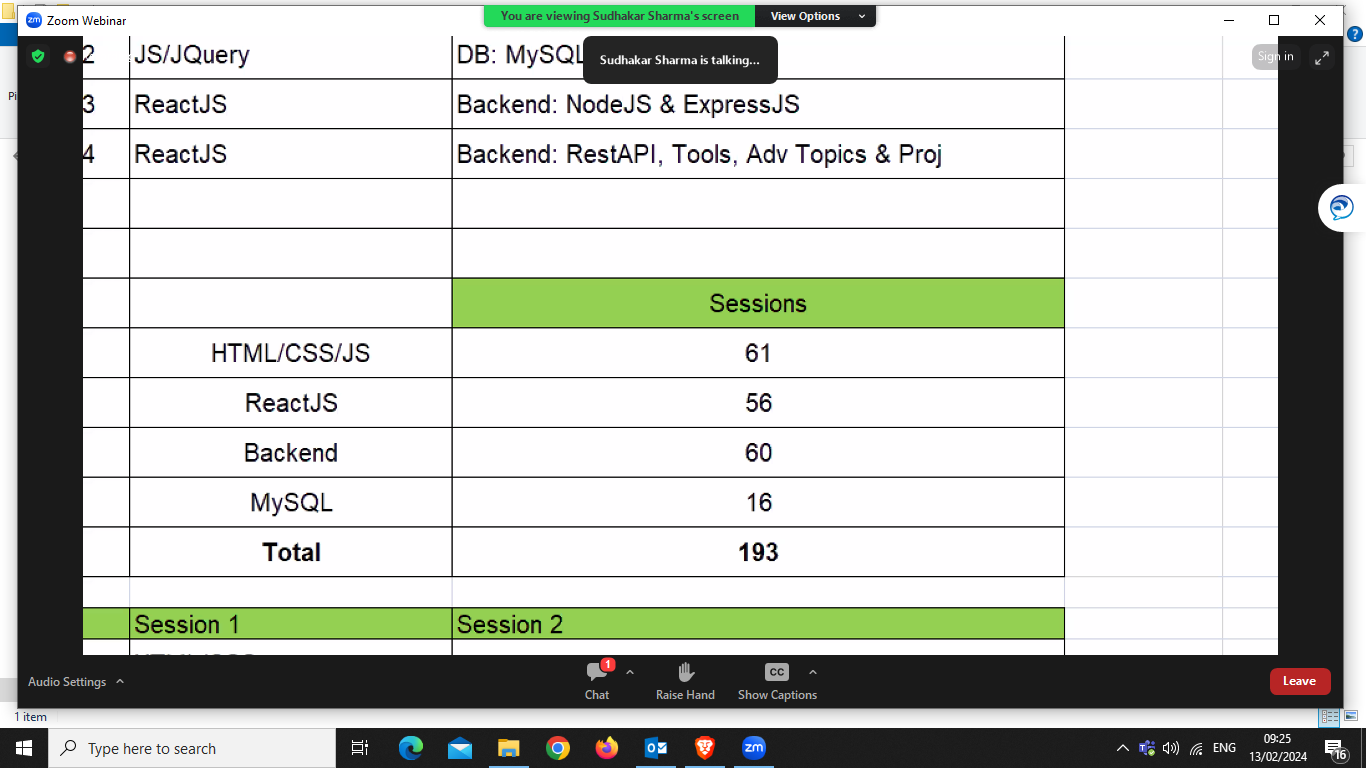 Zoom Webinar
You are viewing Sudhakar Sharma's screen
View Options
Sudhakar Sharma is talking...
Sign in
2 JS/JQuery DB: MySQL
3 ReactJS Backend: NodeJS & ExpressJS
4 ReactJS Backend: RestAPI, Tools, Adv Topics & Proj
Sessions
HTML/CSS/JS 61
ReactJS 56
Backend 60
MySQL 16
Total 193
Session 1 Session 2
Audio Settings
1
Chat
Raise Hand
CC
Show Captions
Leave
1 item
Type here to search
zm
ENG
09:25
13/02/2024
16